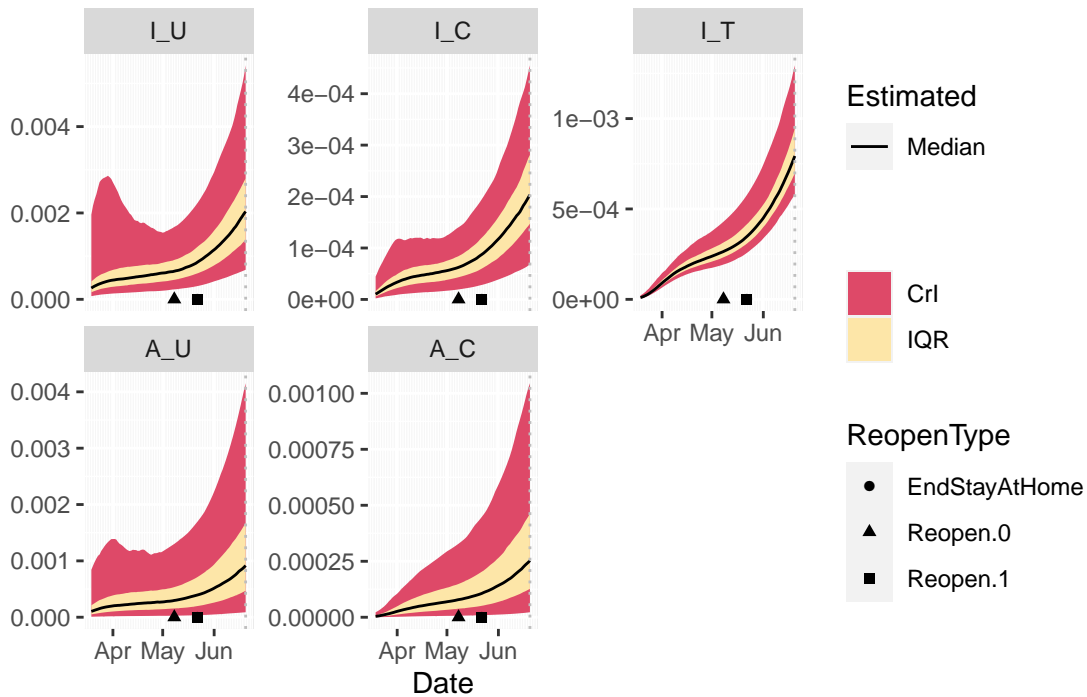 I_U
I_C
I_T
0.004
0.002
0.000
4e−04
3e−04
2e−04
1e−04
0e+00
1e−03
5e−04
0e+00
Apr May Jun
A_U
A_C
0.004
0.003
0.002
0.001
0.000
0.00100
0.00075
0.00050
0.00025
0.00000
Apr May Jun
Apr May Jun
Date
Estimated
Median
CrI
IQR
ReopenType
EndStayAtHome
Reopen.0
Reopen.1